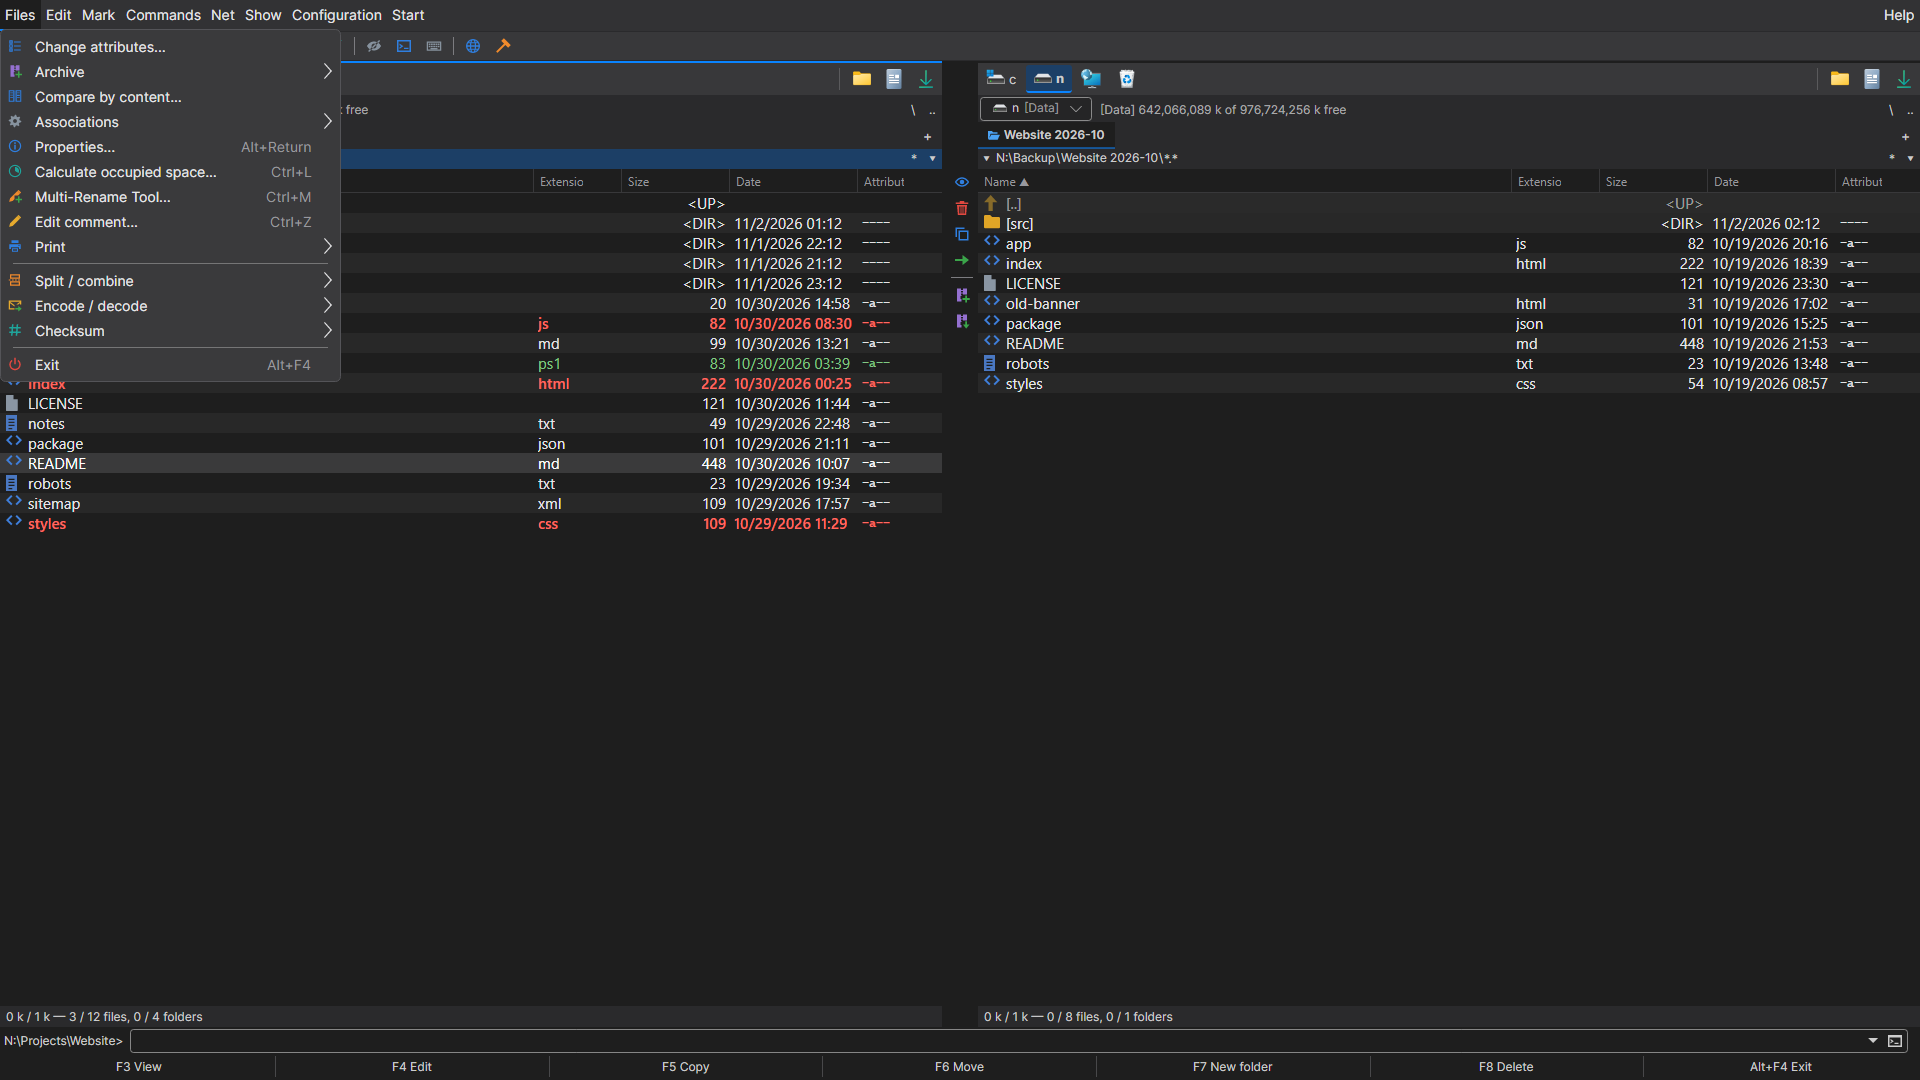 Files Edit Mark Commands Net Show Configuration Start Help
Change attributes...
Archive
Compare by content...
Associations
Properties... Alt+Return
Calculate occupied space... Ctrl+L
Multi-Rename Tool... Ctrl+M
Edit comment... Ctrl+Z
Print
Split / combine
Encode / decode
Checksum
Exit Alt+F4
free \ ..
+
* ▾
Extensio Size Date Attribut
<UP>
<DIR> 11/2/2026 01:12 ----
<DIR> 11/1/2026 22:12 ----
<DIR> 11/1/2026 21:12 ----
<DIR> 11/1/2026 23:12 ----
20 10/30/2026 14:58 -a--
js 82 10/30/2026 08:30 -a--
md 99 10/30/2026 13:21 -a--
ps1 83 10/30/2026 03:39 -a--
index html 222 10/30/2026 00:25 -a--
LICENSE 121 10/30/2026 11:44 -a--
notes txt 49 10/29/2026 22:48 -a--
package json 101 10/29/2026 21:11 -a--
README md 448 10/30/2026 10:07 -a--
robots txt 23 10/29/2026 19:34 -a--
sitemap xml 109 10/29/2026 17:57 -a--
styles css 109 10/29/2026 11:29 -a--
0 k / 1 k — 3 / 12 files, 0 / 4 folders
c n
n [Data] [Data] 642,066,089 k of 976,724,256 k free \ ..
Website 2026-10 +
▾ N:\Backup\Website 2026-10\*.* * ▾
Name ▲ Extensio Size Date Attribut
[..] <UP>
[src] <DIR> 11/2/2026 02:12 ----
app js 82 10/19/2026 20:16 -a--
index html 222 10/19/2026 18:39 -a--
LICENSE 121 10/19/2026 23:30 -a--
old-banner html 31 10/19/2026 17:02 -a--
package json 101 10/19/2026 15:25 -a--
README md 448 10/19/2026 21:53 -a--
robots txt 23 10/19/2026 13:48 -a--
styles css 54 10/19/2026 08:57 -a--
0 k / 1 k — 0 / 8 files, 0 / 1 folders
N:\Projects\Website>
F3 View F4 Edit F5 Copy F6 Move F7 New folder F8 Delete Alt+F4 Exit